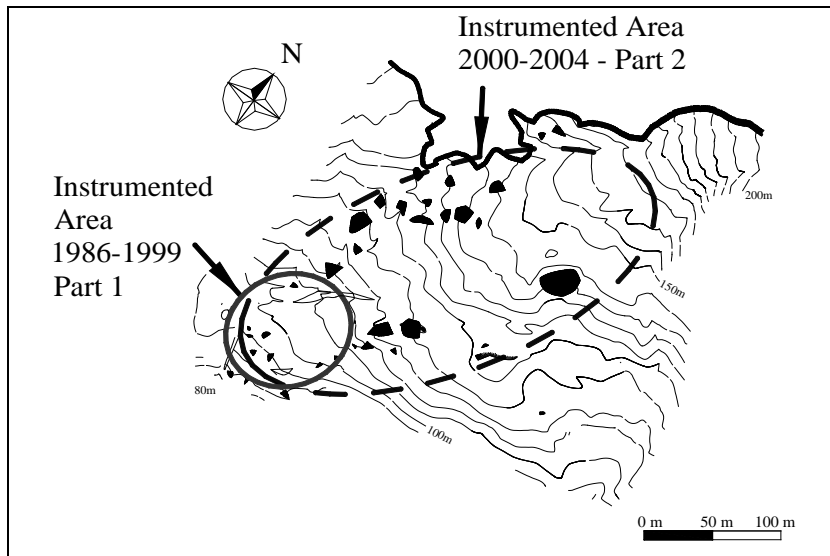 Instrumented Area
2000-2004 - Part 2
N
Instrumented
Area
1986-1999
Part 1
200m
150m
80m
100m
0 m 50 m 100 m